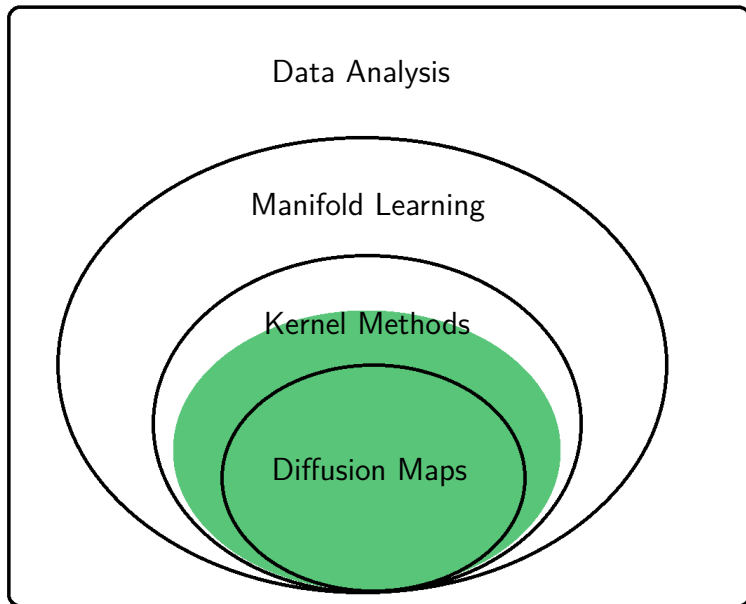 Data Analysis
Manifold Learning
Kernel Methods
Diffusion Maps